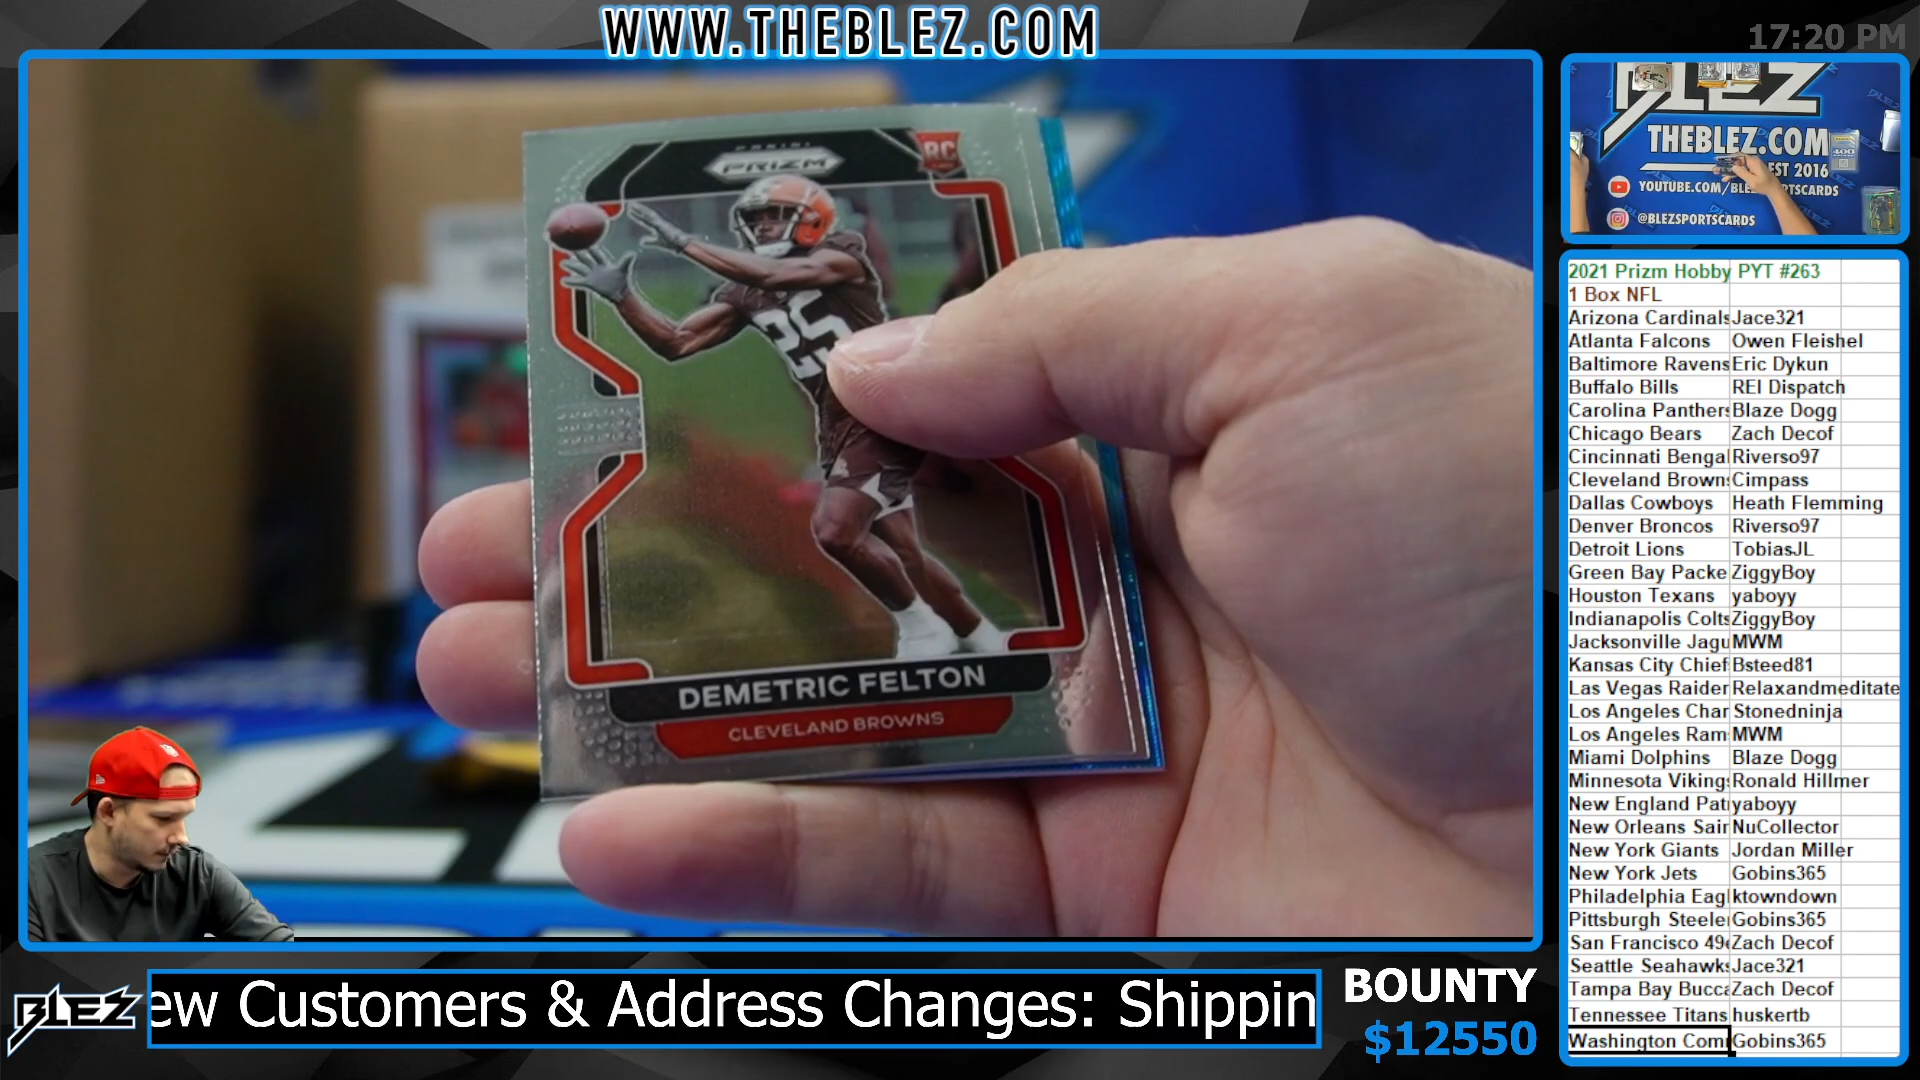 WWW.THEBLEZ.COM
17:20 PM
PANINI
PRIZM
RC
25
DEMETRIC FELTON
CLEVELAND BROWNS
BLEZ
THEBLEZ.COM
EST 2016
YOUTUBE.COM/BLEZSPORTSCARDS
@BLEZSPORTSCARDS
2021 Prizm Hobby PYT #263
1 Box NFL
Arizona Cardinals Jace321
Atlanta Falcons Owen Fleishel
Baltimore Ravens Eric Dykun
Buffalo Bills REI Dispatch
Carolina Panthers Blaze Dogg
Chicago Bears Zach Decof
Cincinnati Bengal Riverso97
Cleveland Browns Cimpass
Dallas Cowboys Heath Flemming
Denver Broncos Riverso97
Detroit Lions TobiasJL
Green Bay Packe ZiggyBoy
Houston Texans yaboyy
Indianapolis Colts ZiggyBoy
Jacksonville Jagu MWM
Kansas City Chief Bsteed81
Las Vegas Raider Relaxandmeditate
Los Angeles Char Stonedninja
Los Angeles Ram MWM
Miami Dolphins Blaze Dogg
Minnesota Viking Ronald Hillmer
New England Pat yaboyy
New Orleans Sain NuCollector
New York Giants Jordan Miller
New York Jets Gobins365
Philadelphia Eagl ktowndown
Pittsburgh Steele Gobins365
San Francisco 49 Zach Decof
Seattle Seahawks Jace321
Tampa Bay Bucca Zach Decof
Tennessee Titans huskertb
Washington Com Gobins365
BLEZ
ew Customers & Address Changes: Shippin
BOUNTY
$12550